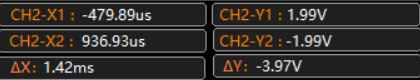 CH2-X1 : -479.89us CH2-Y1 : 1.99V
CH2-X2 : 936.93us CH2-Y2 : -1.99V
ΔX: 1.42ms ΔY: -3.97V